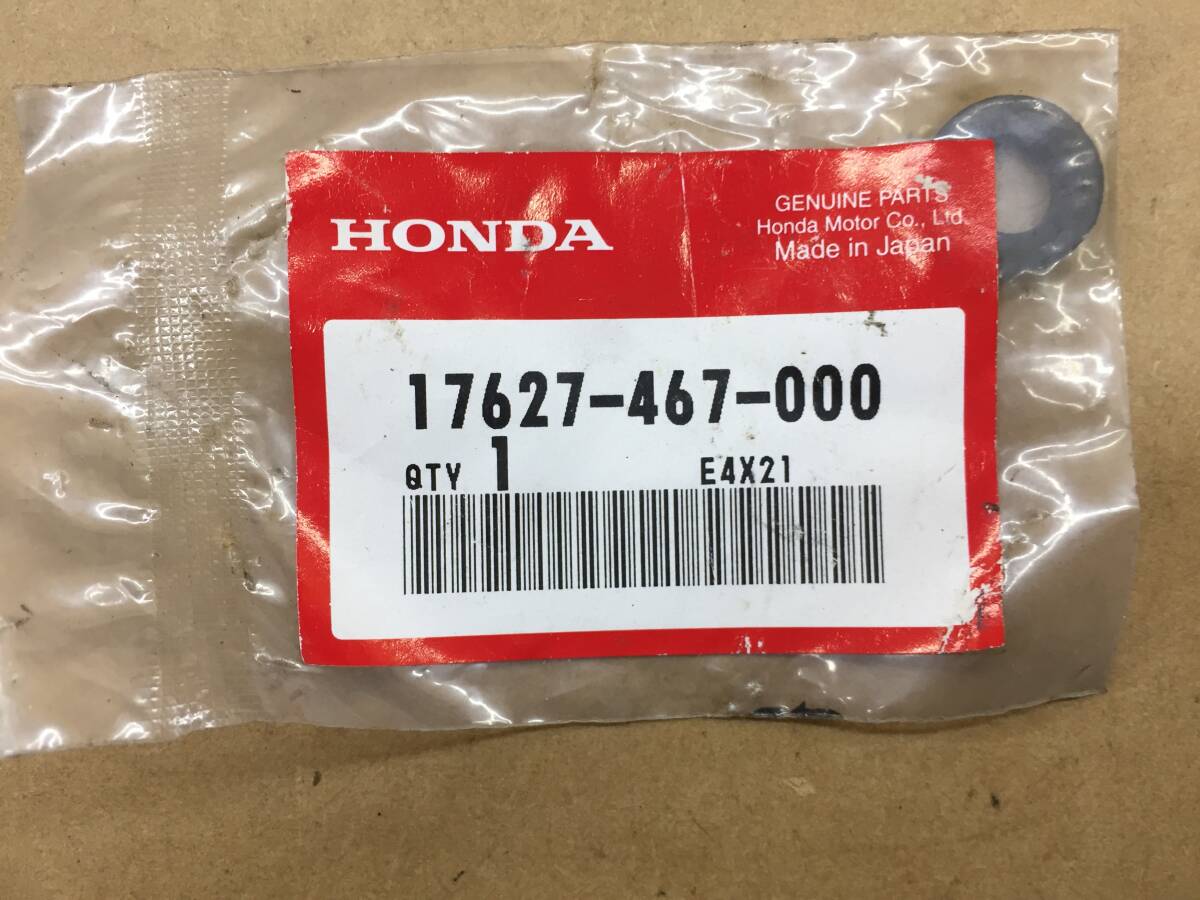 HONDA
GENUINE PARTS
Honda Motor Co., Ltd.
Made in Japan
17627-467-000
QTY 1 E4X21